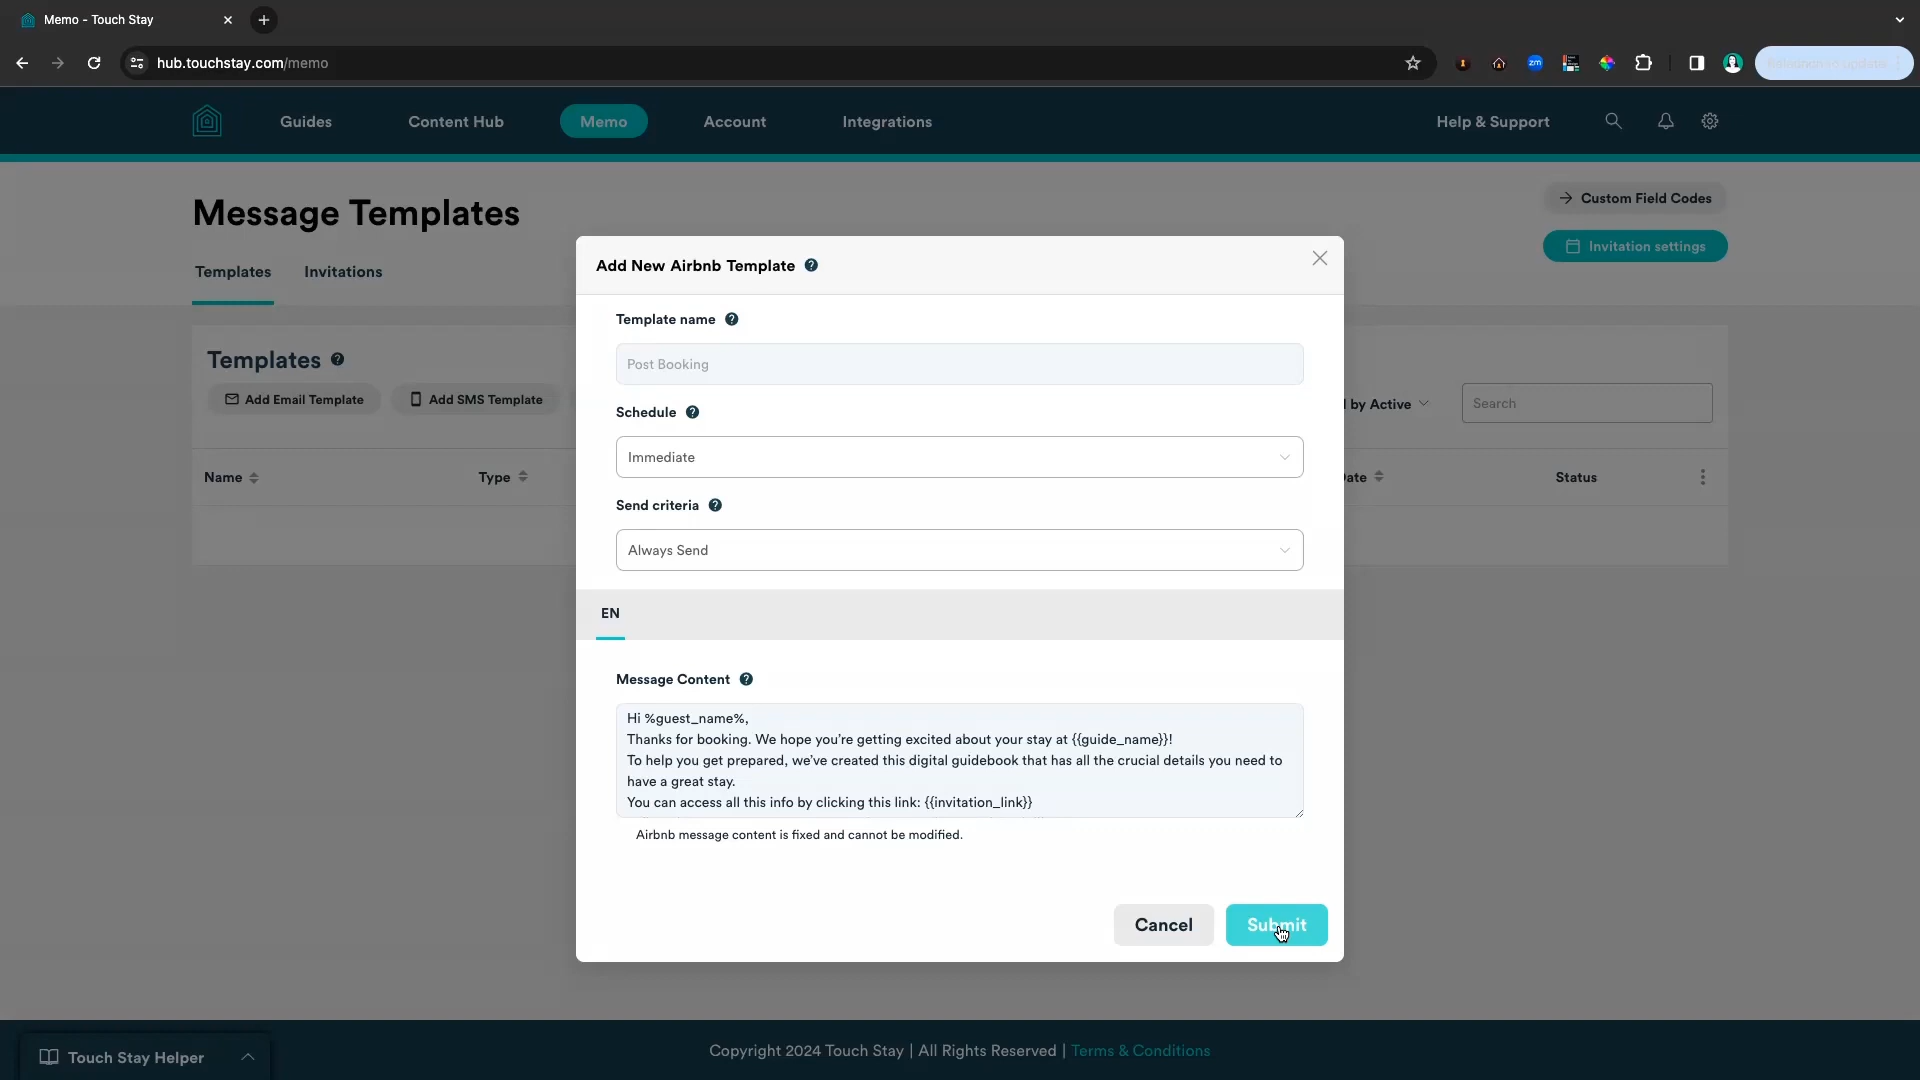 Memo - Touch Stay
hub.touchstay.com/memo
zm
Guides
Content Hub
Memo
Account
Integrations
Help & Support
Message Templates
Custom Field Codes
Invitation settings
Templates
Invitations
Templates
Add Email Template
Add SMS Template
l by Active
Search
Name
Type
Date
Status
Add New Airbnb Template
Template name
Post Booking
Schedule
Immediate
Send criteria
Always Send
EN
Message Content
Hi %guest_name%,
Thanks for booking. We hope you're getting excited about your stay at {{guide_name}}!
To help you get prepared, we've created this digital guidebook that has all the crucial details you need to
have a great stay.
You can access all this info by clicking this link: {{invitation_link}}
Airbnb message content is fixed and cannot be modified.
Cancel
Submit
Touch Stay Helper
Copyright 2024 Touch Stay | All Rights Reserved | Terms & Conditions